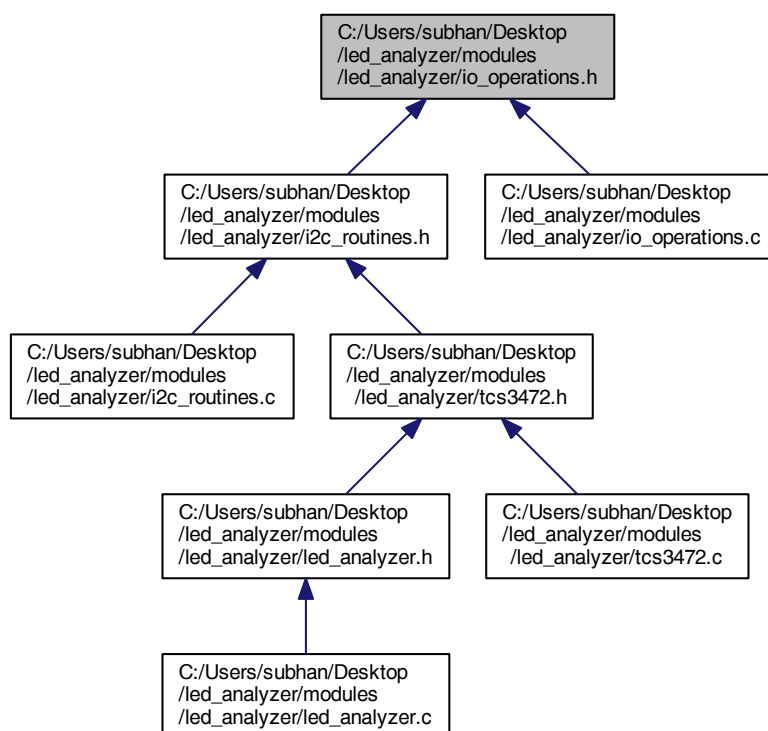 C:/Users/subhan/Desktop
/led_analyzer/modules
/led_analyzer/io_operations.h
C:/Users/subhan/Desktop
/led_analyzer/modules
/led_analyzer/i2c_routines.h
C:/Users/subhan/Desktop
/led_analyzer/modules
/led_analyzer/io_operations.c
C:/Users/subhan/Desktop
/led_analyzer/modules
/led_analyzer/i2c_routines.c
C:/Users/subhan/Desktop
/led_analyzer/modules
/led_analyzer/tcs3472.h
C:/Users/subhan/Desktop
/led_analyzer/modules
/led_analyzer/led_analyzer.h
C:/Users/subhan/Desktop
/led_analyzer/modules
/led_analyzer/tcs3472.c
C:/Users/subhan/Desktop
/led_analyzer/modules
/led_analyzer/led_analyzer.c